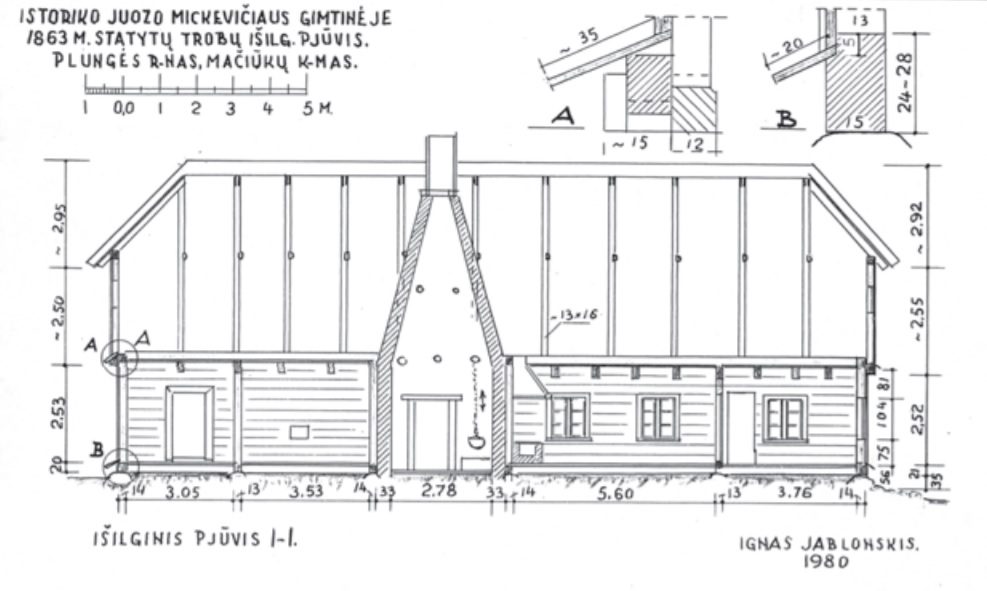 ISTORIKO JUOZO MICKEVIČIAUS GIMTINĖJE
1863 M. STATYTŲ TROBŲ IŠILG. PJŪVIS.
PLUNGĖS R-NAS, MAČIŪKŲ K-MAS.
1 0,0 1 2 3 4 5 M.
~ 35
A
~ 15
12
~20
13
5
15
B
24-28
~ 2.95
~ 2.50
2.53
20
A
A
B
~13×16
~ 2.92
~ 2.55
2,52
21
35
81
104
75
56
14 3.05 13 3.53 14 33 2.78 33 14 5.60 13 3.76 14
IŠILGINIS PJŪVIS I-I.
IGNAS JABLONSKIS.
1980